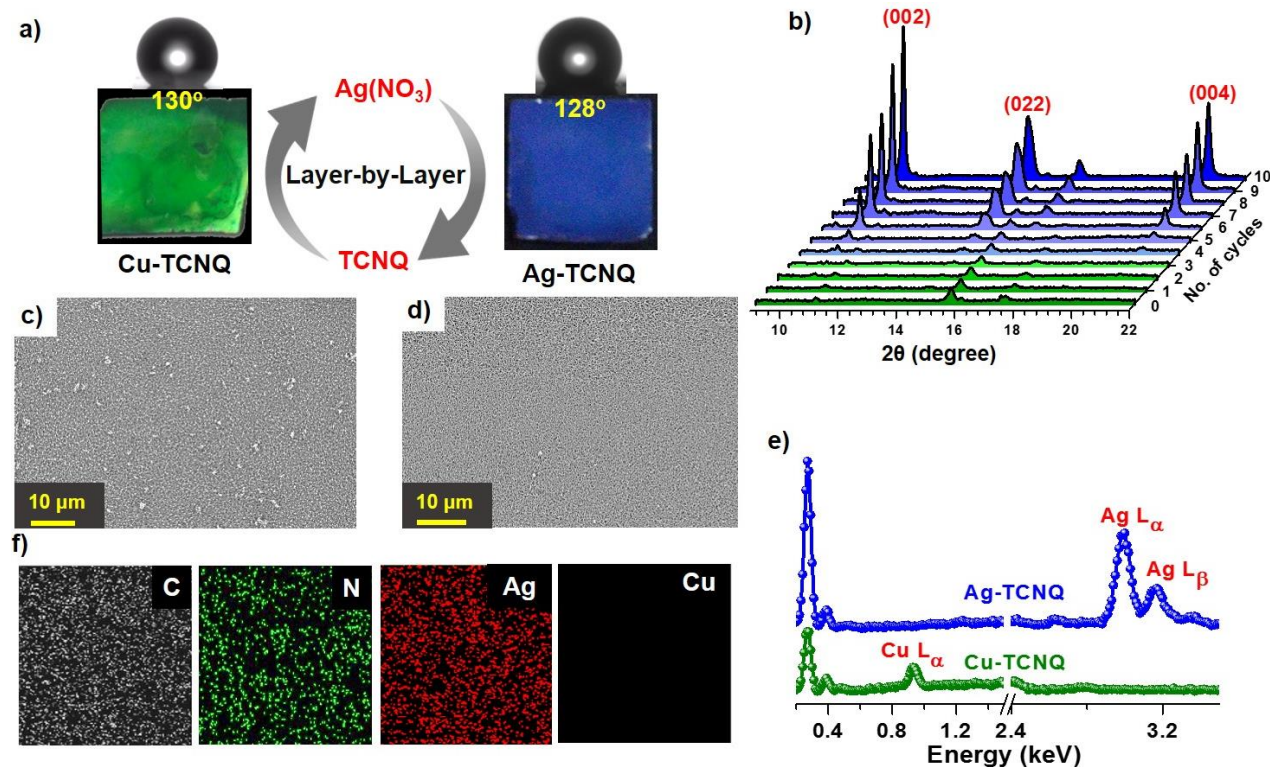 a)
130o
Cu-TCNQ
Ag(NO3)
Layer-by-Layer
TCNQ
128o
Ag-TCNQ
b)
(002)
(022)
(004)
10
9
8
7
6
5
4
3
2
1
0
No. of cycles
10 12 14 16 18 20 22
2θ (degree)
c)
10 µm
d)
10 µm
e)
Ag Lα
Ag Lβ
Ag-TCNQ
Cu Lα
Cu-TCNQ
0.4 0.8 1.2 2.4 3.2
Energy (keV)
f)
C
N
Ag
Cu